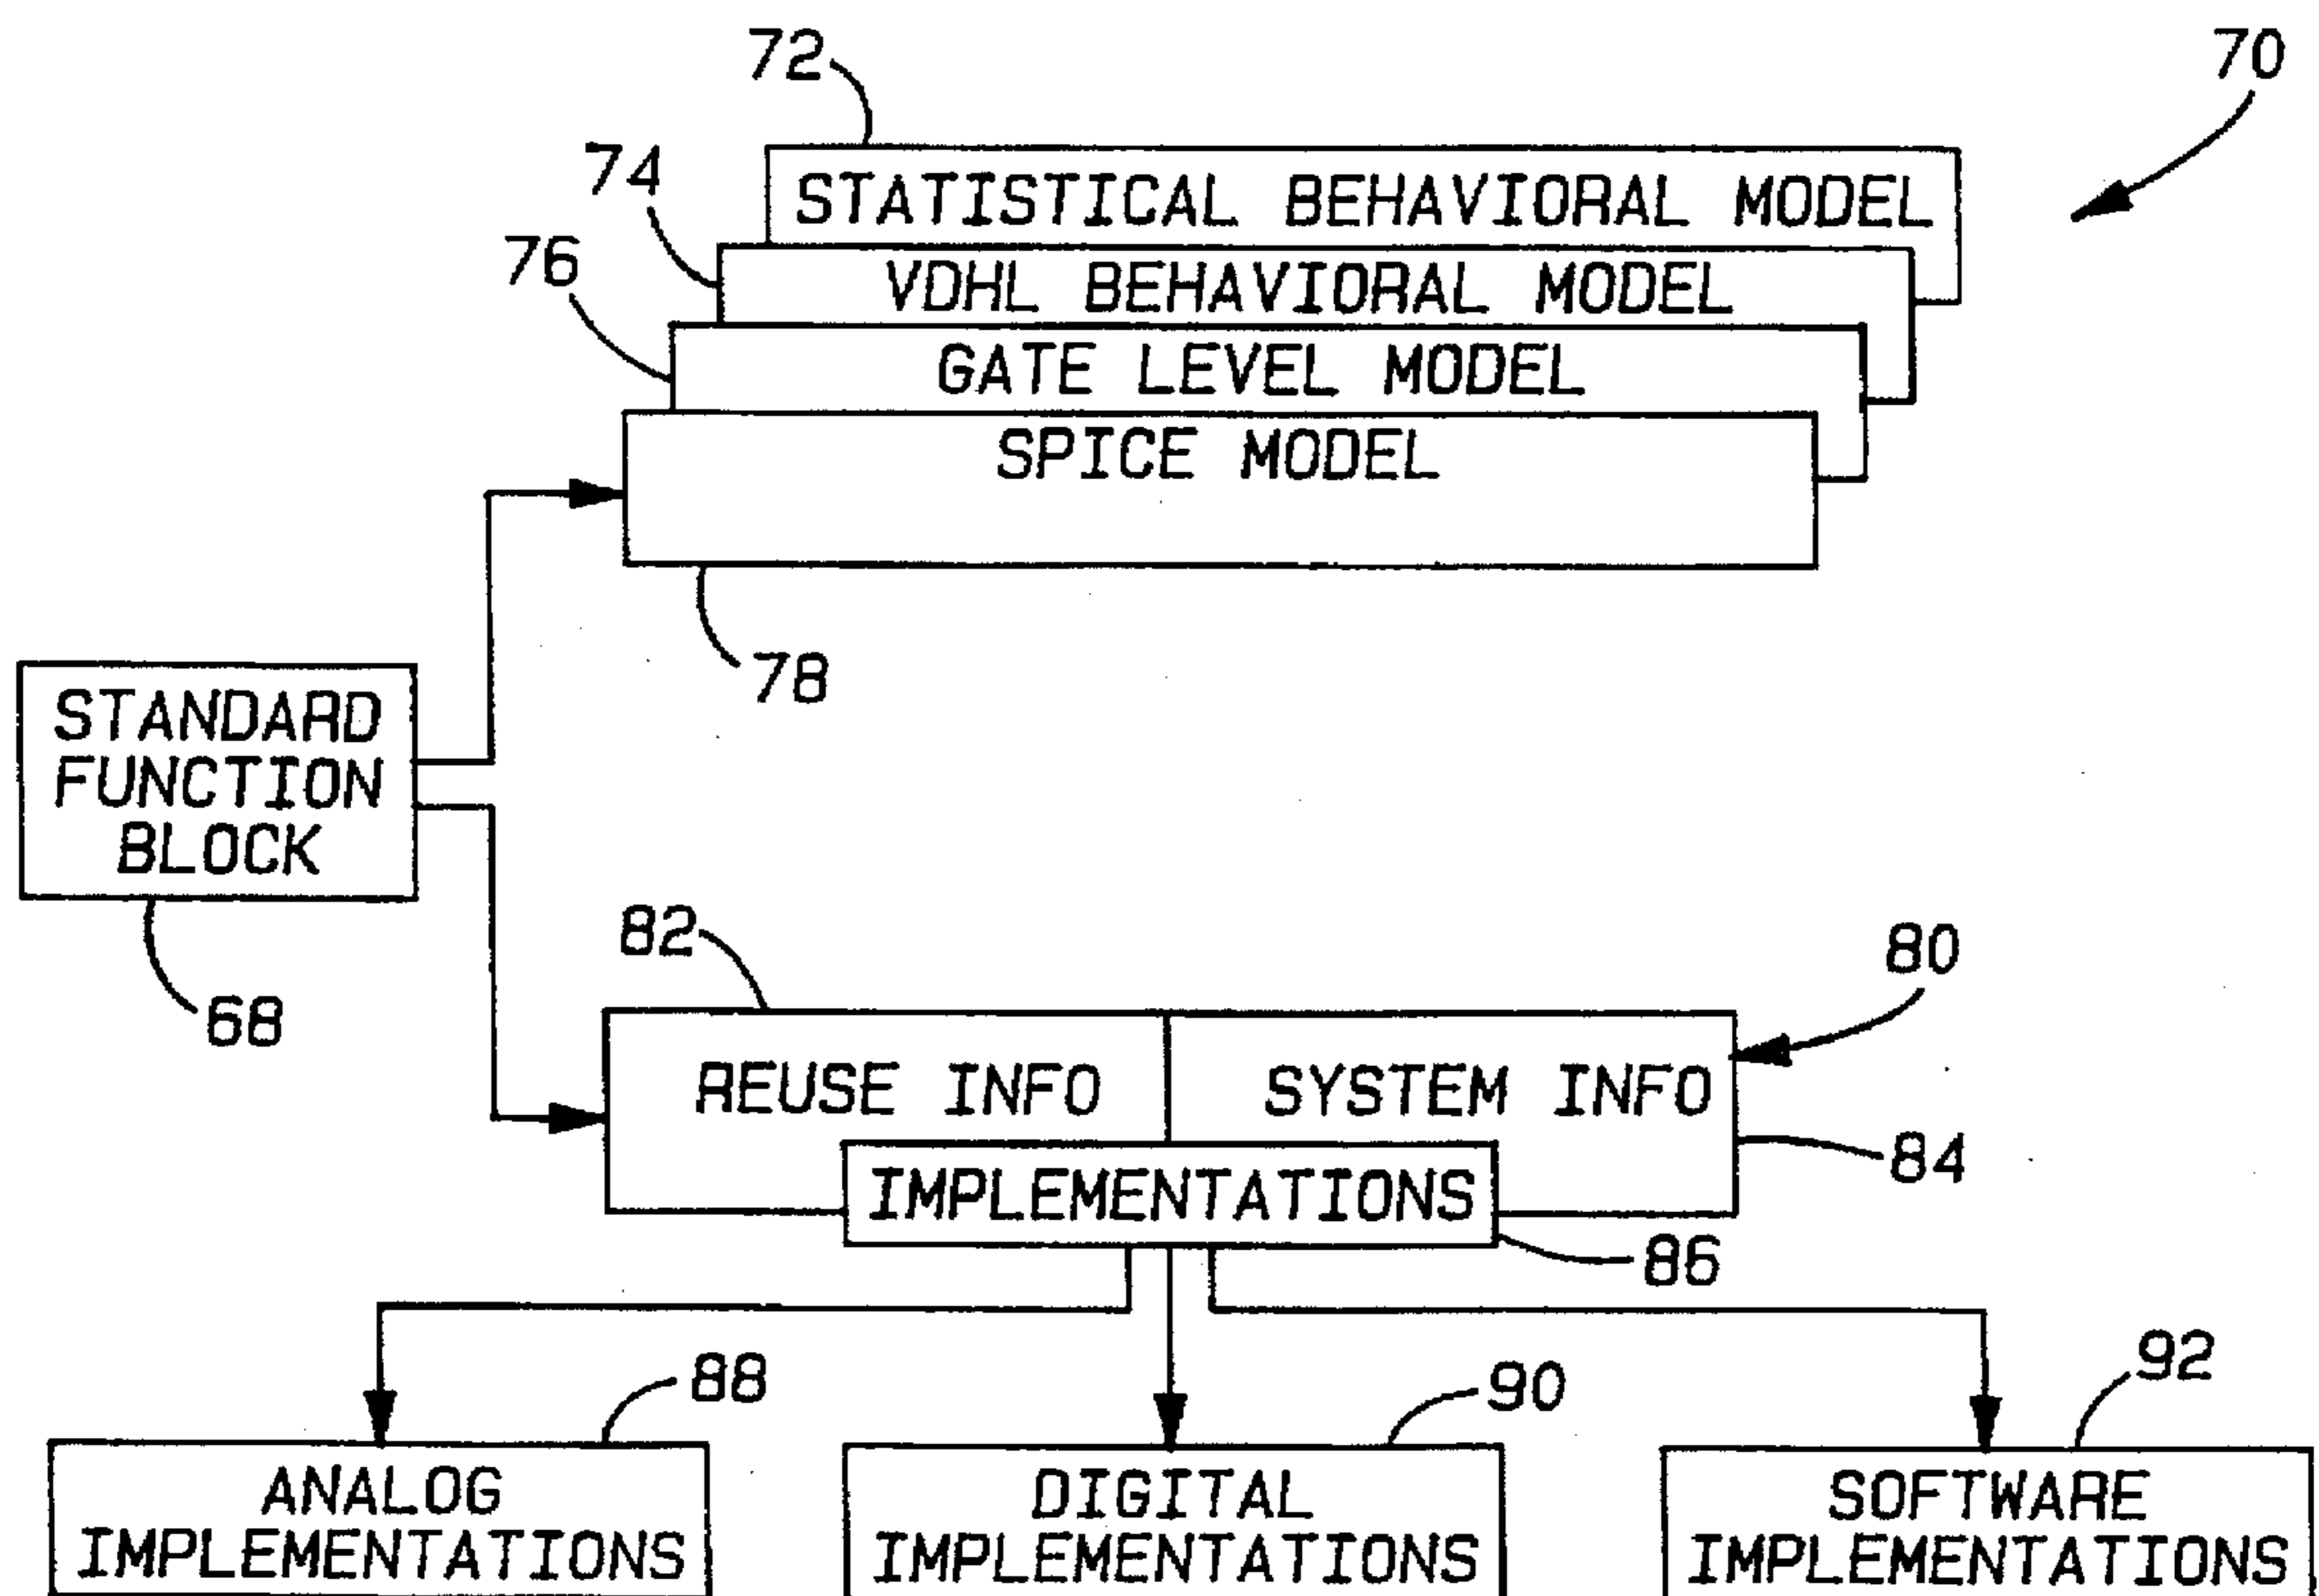 72
70
74
STATISTICAL BEHAVIORAL MODEL
76
VDHL BEHAVIORAL MODEL
GATE LEVEL MODEL
SPICE MODEL
78
STANDARD
FUNCTION
BLOCK
68
82
80
REUSE INFO
SYSTEM INFO
84
IMPLEMENTATIONS
86
88
90
92
ANALOG
IMPLEMENTATIONS
DIGITAL
IMPLEMENTATIONS
SOFTWARE
IMPLEMENTATIONS